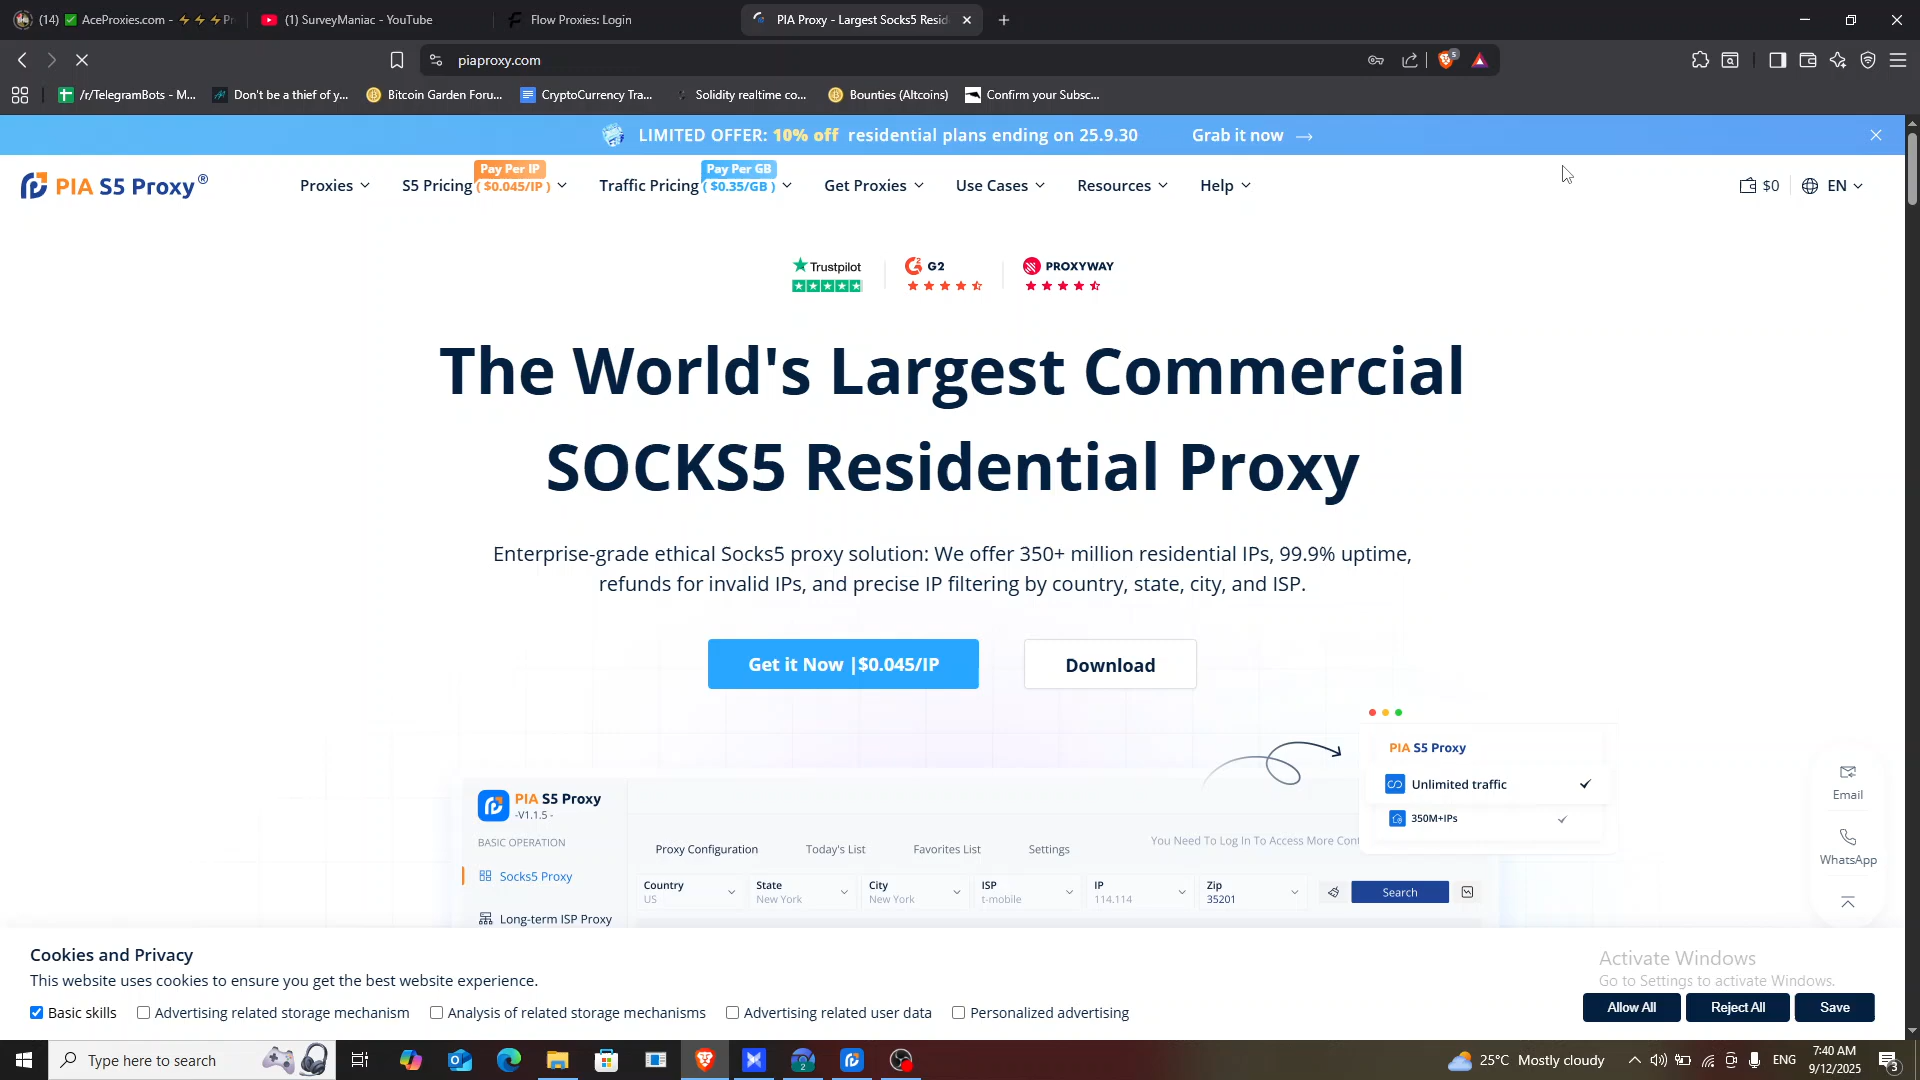 (14) ✅ AceProxies.com - ⚡⚡⚡Pr
(1) SurveyManiac - YouTube
Flow Proxies: Login
PIA Proxy - Largest Socks5 Resid
piaproxy.com
5
/r/TelegramBots - M...
Don't be a thief of y...
Bitcoin Garden Foru...
CryptoCurrency Tra...
Solidity realtime co...
Bounties (Altcoins)
Confirm your Subsc...
LIMITED OFFER: 10% off residential plans ending on 25.9.30 Grab it now →
PIA S5 Proxy®
Proxies
S5 Pricing
Pay Per IP
( $0.045/IP )
Traffic Pricing
Pay Per GB
( $0.35/GB )
Get Proxies
Use Cases
Resources
Help
$0
EN
Trustpilot
G2
PROXYWAY
The World's Largest Commercial
SOCKS5 Residential Proxy
Enterprise-grade ethical Socks5 proxy solution: We offer 350+ million residential IPs, 99.9% uptime,
refunds for invalid IPs, and precise IP filtering by country, state, city, and ISP.
Get it Now |$0.045/IP
Download
PIA S5 Proxy
Unlimited traffic
350M+IPs
PIA S5 Proxy
-V1.1.5 -
BASIC OPERATION
Socks5 Proxy
Long-term ISP Proxy
You Need To Log In To Access More Cont
Proxy Configuration
Today's List
Favorites List
Settings
Country
US
State
New York
City
New York
ISP
t-mobile
IP
114.114
Zip
35201
Search
Email
WhatsApp
Cookies and Privacy
This website uses cookies to ensure you get the best website experience.
Basic skills
Advertising related storage mechanism
Analysis of related storage mechanisms
Advertising related user data
Personalized advertising
Activate Windows
Go to Settings to activate Windows.
Allow All
Reject All
Save
Type here to search
2
25°C Mostly cloudy
ENG
7:40 AM
9/12/2025
3